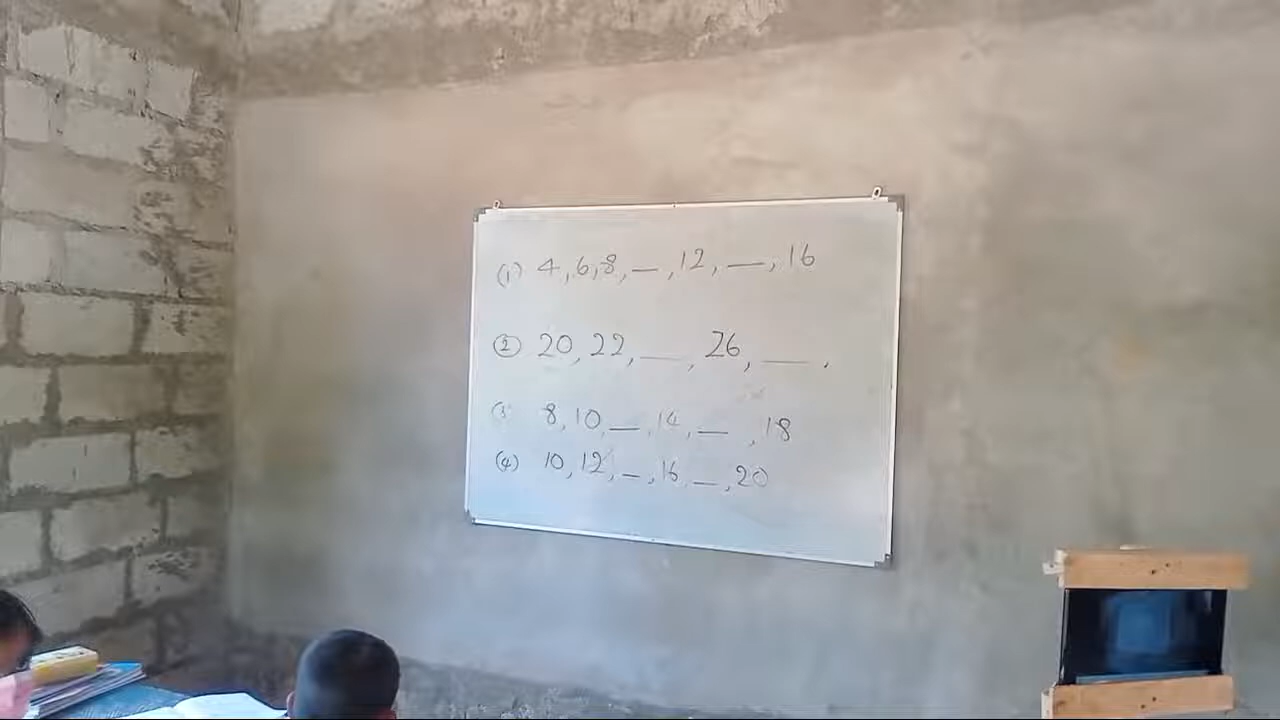 (1) 4, 6, 8, __, 12, __, 16
(2) 20, 22, __, 26, __.
(3) 8, 10, __, 14, __, 18
(4) 10, 12, __, 16, __, 20